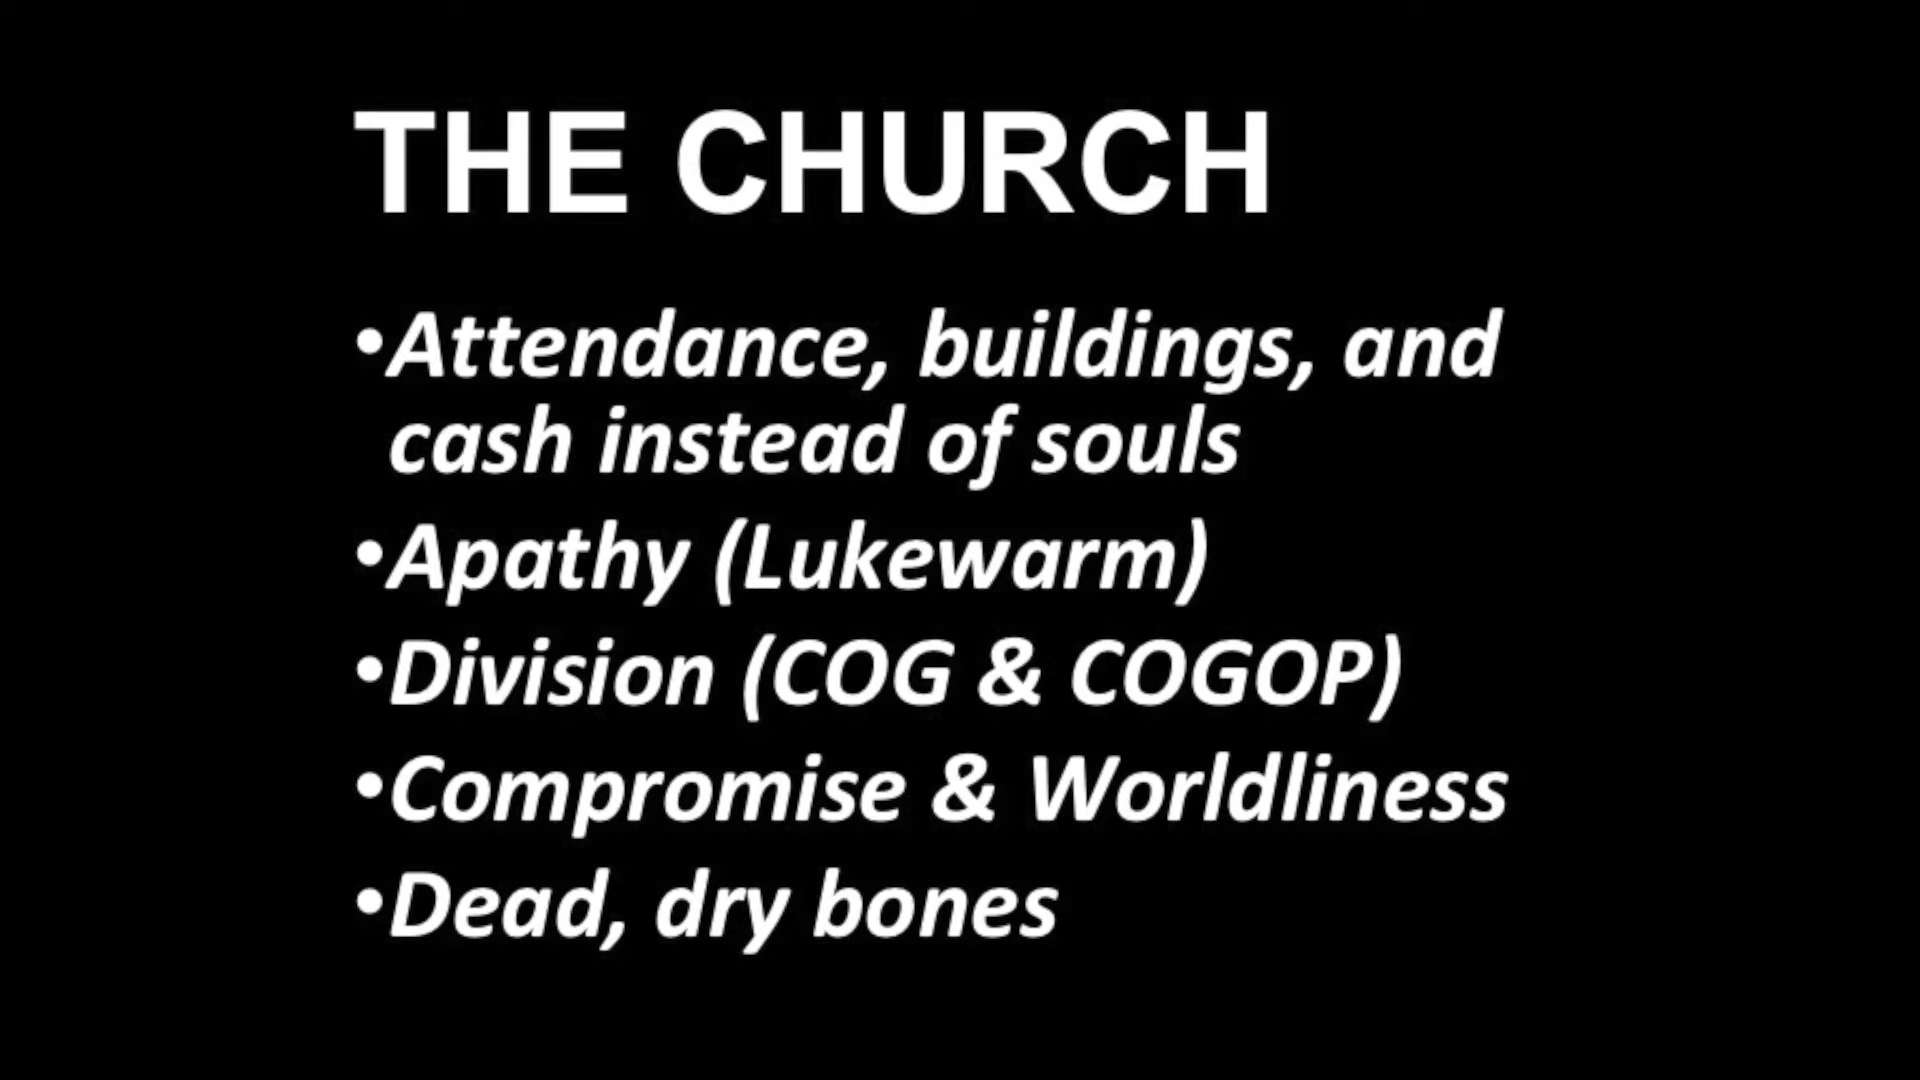 THE CHURCH
•Attendance, buildings, and
cash instead of souls
•Apathy (Lukewarm)
•Division (COG & COGOP)
•Compromise & Worldliness
•Dead, dry bones